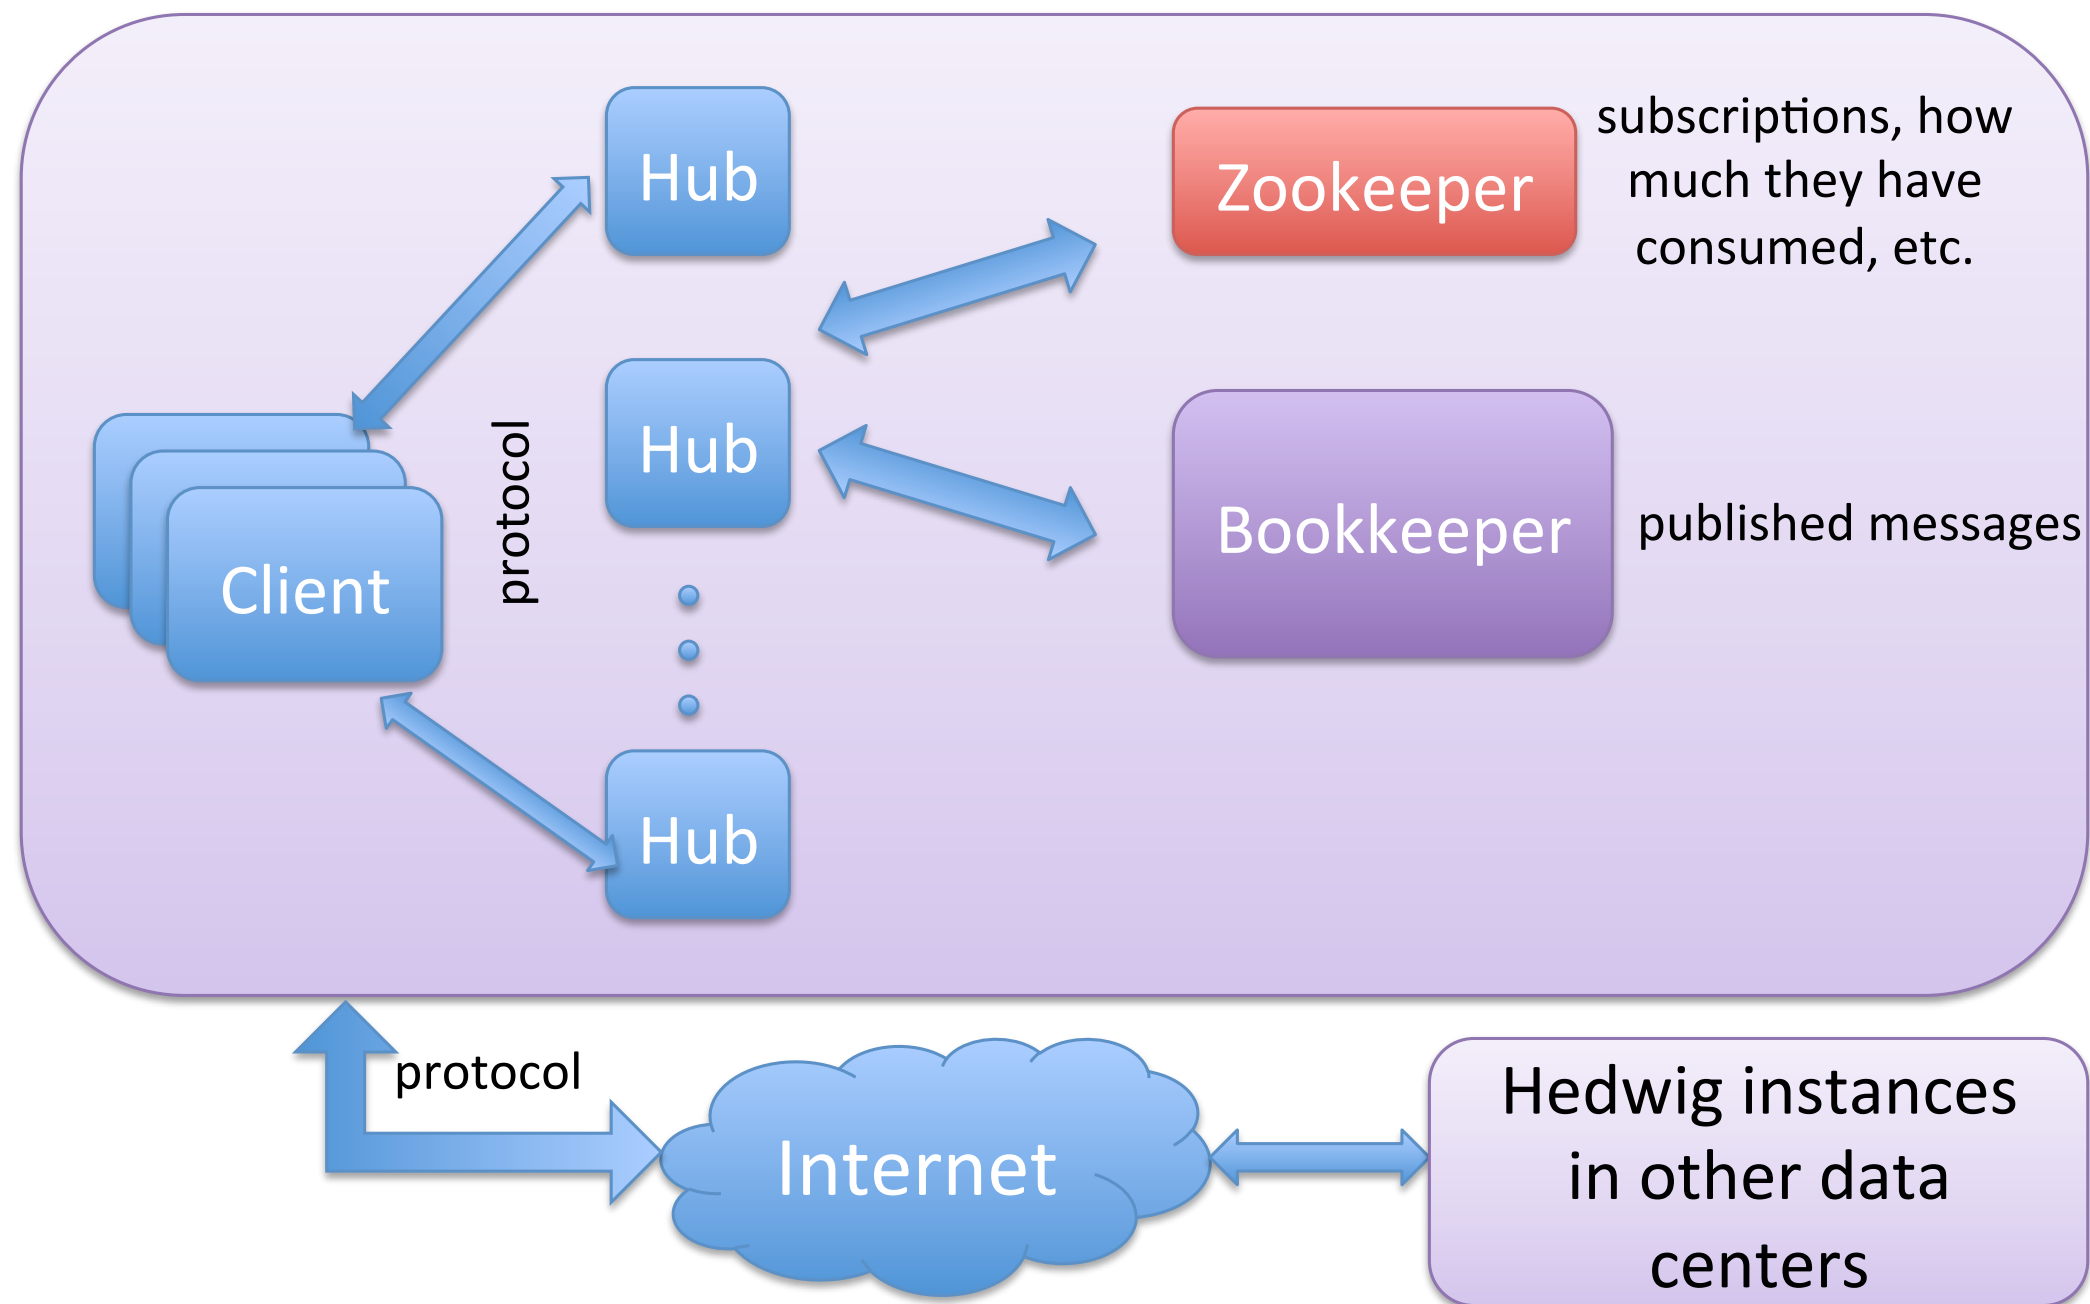 Hub
Zookeeper
subscriptions, how
much they have
consumed, etc.
Hub
protocol
Client
Bookkeeper
published messages
Hub
protocol
Internet
Hedwig instances
in other data
centers